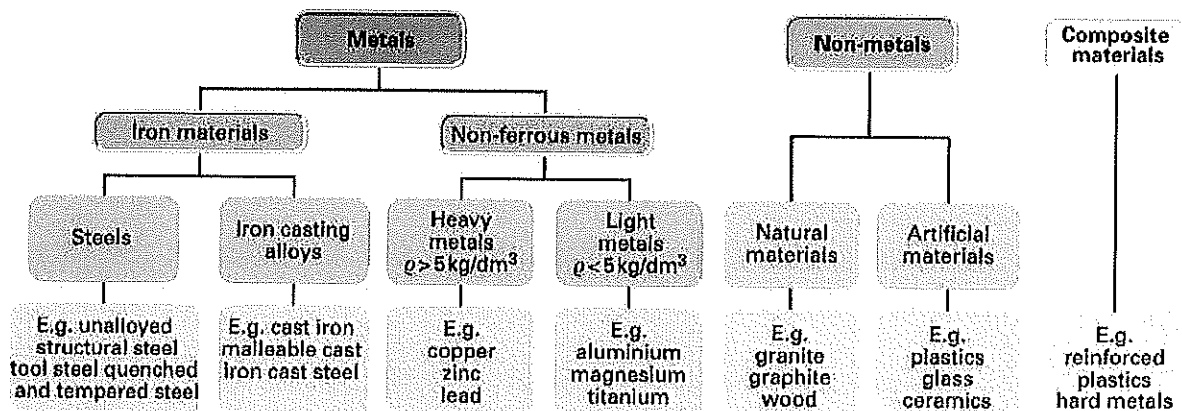 Metals
Non-metals
Composite
materials
Iron materials
Non-ferrous metals
Steels
Iron casting
alloys
Heavy
metals
ϱ>5kg/dm³
Light
metals
ϱ<5kg/dm³
Natural
materials
Artificial
materials
E.g. unalloyed
structural steel
tool steel quenched
and tempered steel
E.g. cast iron
malleable cast
Iron cast steel
E.g.
copper
zinc
lead
E.g.
aluminium
magnesium
titanium
E.g.
granite
graphite
wood
E.g.
plastics
glass
ceramics
E.g.
reinforced
plastics
hard metals